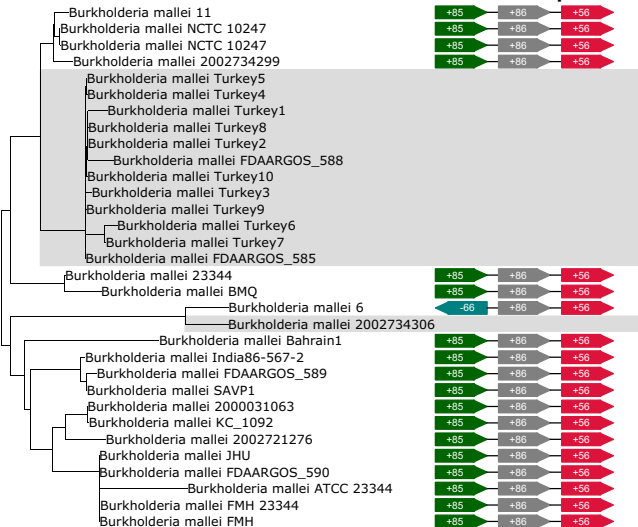 Burkholderia mallei 11 +85 +86 +56
Burkholderia mallei NCTC 10247 +85 +86 +56
Burkholderia mallei NCTC 10247 +85 +86 +56
Burkholderia mallei 2002734299 +85 +86 +56
Burkholderia mallei Turkey5
Burkholderia mallei Turkey4
Burkholderia mallei Turkey1
Burkholderia mallei Turkey8
Burkholderia mallei Turkey2
Burkholderia mallei FDAARGOS_588
Burkholderia mallei Turkey10
Burkholderia mallei Turkey3
Burkholderia mallei Turkey9
Burkholderia mallei Turkey6
Burkholderia mallei Turkey7
Burkholderia mallei FDAARGOS_585
Burkholderia mallei 23344 +85 +86 +56
Burkholderia mallei BMQ +85 +86 +56
Burkholderia mallei 6 -66 +86 +56
Burkholderia mallei 2002734306
Burkholderia mallei Bahrain1 +85 +86 +56
Burkholderia mallei India86-567-2 +85 +86 +56
Burkholderia mallei FDAARGOS_589 +85 +86 +56
Burkholderia mallei SAVP1 +85 +86 +56
Burkholderia mallei 2000031063 +85 +86 +56
Burkholderia mallei KC_1092 +85 +86 +56
Burkholderia mallei 2002721276 +85 +86 +56
Burkholderia mallei JHU +85 +86 +56
Burkholderia mallei FDAARGOS_590 +85 +86 +56
Burkholderia mallei ATCC 23344 +85 +86 +56
Burkholderia mallei FMH 23344 +85 +86 +56
Burkholderia mallei FMH +85 +86 +56